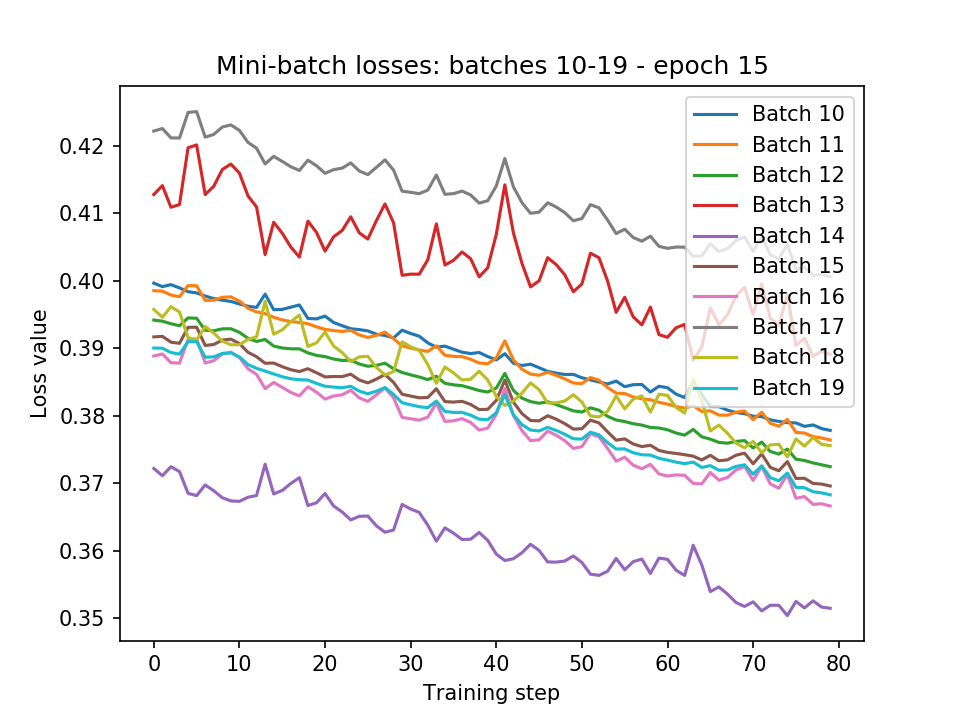 Mini-batch losses: batches 10-19 - epoch 15
Loss value
0.42
0.41
0.40
0.39
0.38
0.37
0.36
0.35
Batch 10
Batch 11
Batch 12
Batch 13
Batch 14
Batch 15
Batch 16
Batch 17
Batch 18
Batch 19
0 10 20 30 40 50 60 70 80
Training step